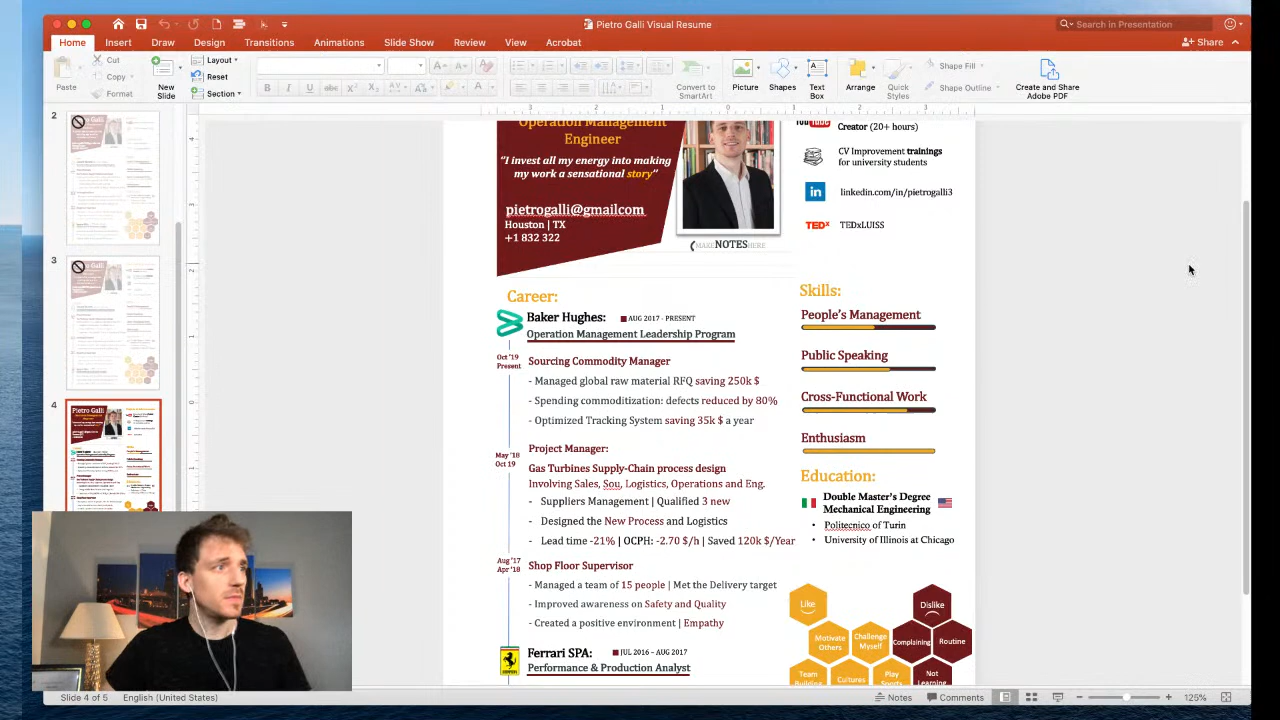 Pietro Galli Visual Resume
Search in Presentation
Home Insert Draw Design Transitions Animations Slide Show Review View Acrobat
Share
Paste
Cut
Copy
Format
New
Slide
Layout
Reset
Section
Convert to
SmartArt
Picture
Shapes
Text
Box
Arrange
Quick
Styles
Shape Fill
Shape Outline
Create and Share
Adobe PDF
2
3
4
Operation Management
Engineer
"I invest all my energy into making
my work a sensational story"
pietrogalli@gmailcom
Houston | TX
+1 832 322
MAKE NOTES HERE
Creator (20+ hours)
CV Improvement trainings
for university students
in
linkedin.com/in/pietrogalli3
TEDx
TEDxLUISS
Career:
Baker Hughes: AUG 2017 - PRESENT
Operation Management Leadership Program
Oct '19
Present
Sourcing Commodity Manager
- Managed global raw material RFQ saving 250k $
- Spending commoditization: defects reduced by 80%
- Optimized Tracking System saving 35k $ a year
May '18
Oct 19
Project Manager:
Gas Turbines Supply-Chain process design
Involving Sales, Sou, Logistics, Operations and Eng.
- Suppliers Management | Qualified 3 new
- Designed the New Process and Logistics
- Lead time -21% | OCPH: -2.70 $/h | Saved 120k $/Year
Aug '17
Apr '18
Shop Floor Supervisor
- Managed a team of 15 people | Met the Delivery target
- Improved awareness on Safety and Quality
- Created a positive environment | Empathy
Ferrari SPA: JUL 2016 – AUG 2017
Performance & Production Analyst
Skills:
People's Management
Public Speaking
Cross-Functional Work
Enthusiasm
Education:
Double Master's Degree
Mechanical Engineering
• Politecnico of Turin
• University of Illinois at Chicago
Like
Dislike
Motivate
Others
Challenge
Myself
Complaining
Routine
Team
Building
Cultures
Play
Sports
Not
Learning
Slide 4 of 5
English (United States)
Notes
Comments
125%